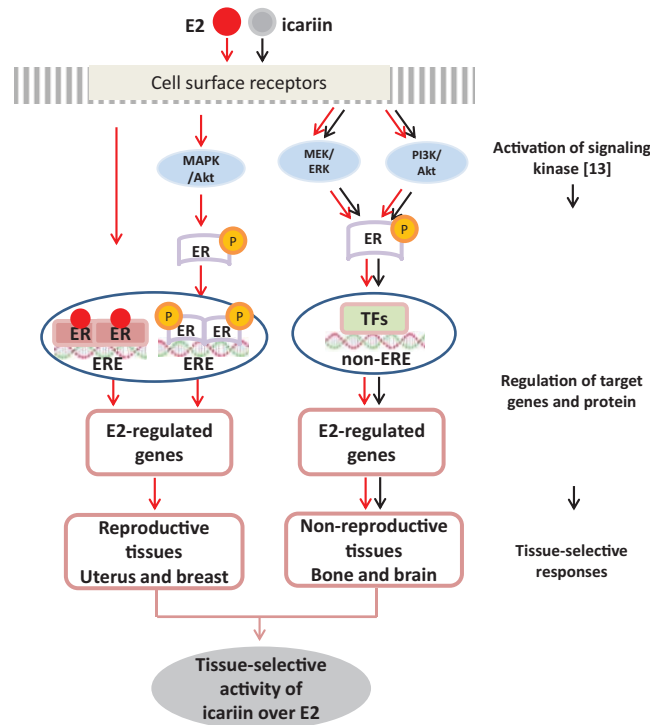 E2
icariin
Cell surface receptors
MAPK
/Akt
MEK/
ERK
PI3K/
Akt
Activation of signaling
kinase [13]
P
ER
P
ER
ER
ER
ERE
P
P
ER
ER
ERE
TFs
non-ERE
Regulation of target
genes and protein
E2-regulated
genes
E2-regulated
genes
Reproductive
tissues
Uterus and breast
Non-reproductive
tissues
Bone and brain
Tissue-selective
responses
Tissue-selective
activity of
icariin over E2